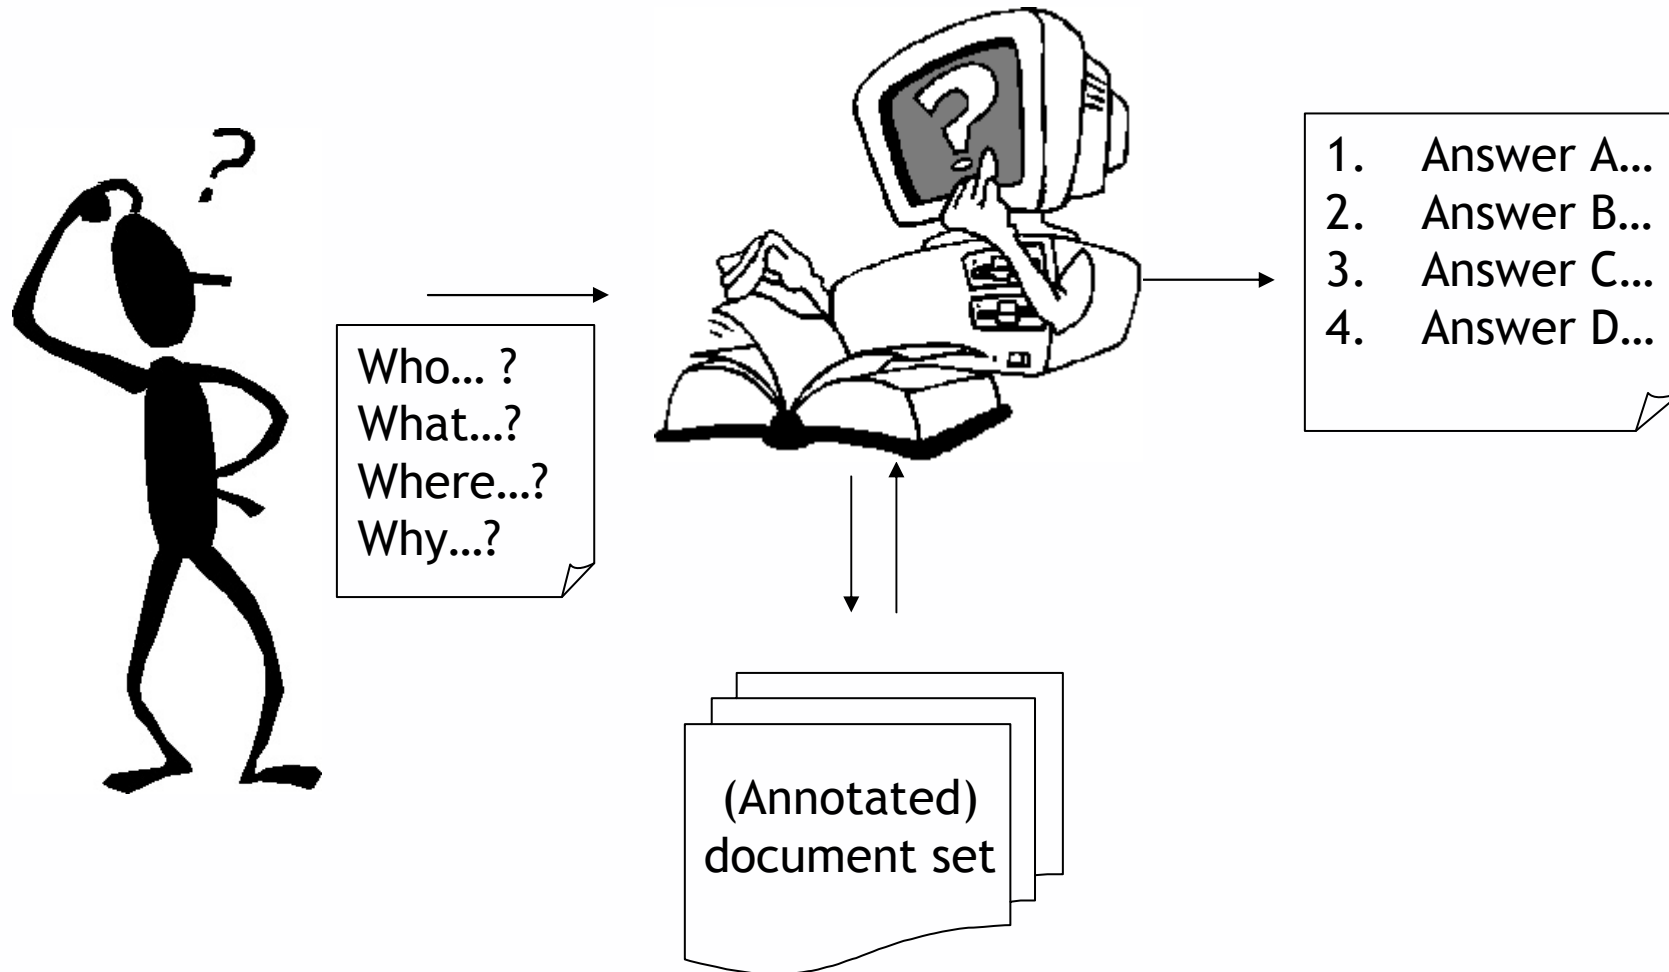 ?
?
Who... ?
What...?
Where...?
Why...?
1. Answer A...
2. Answer B...
3. Answer C...
4. Answer D...
(Annotated)
document set